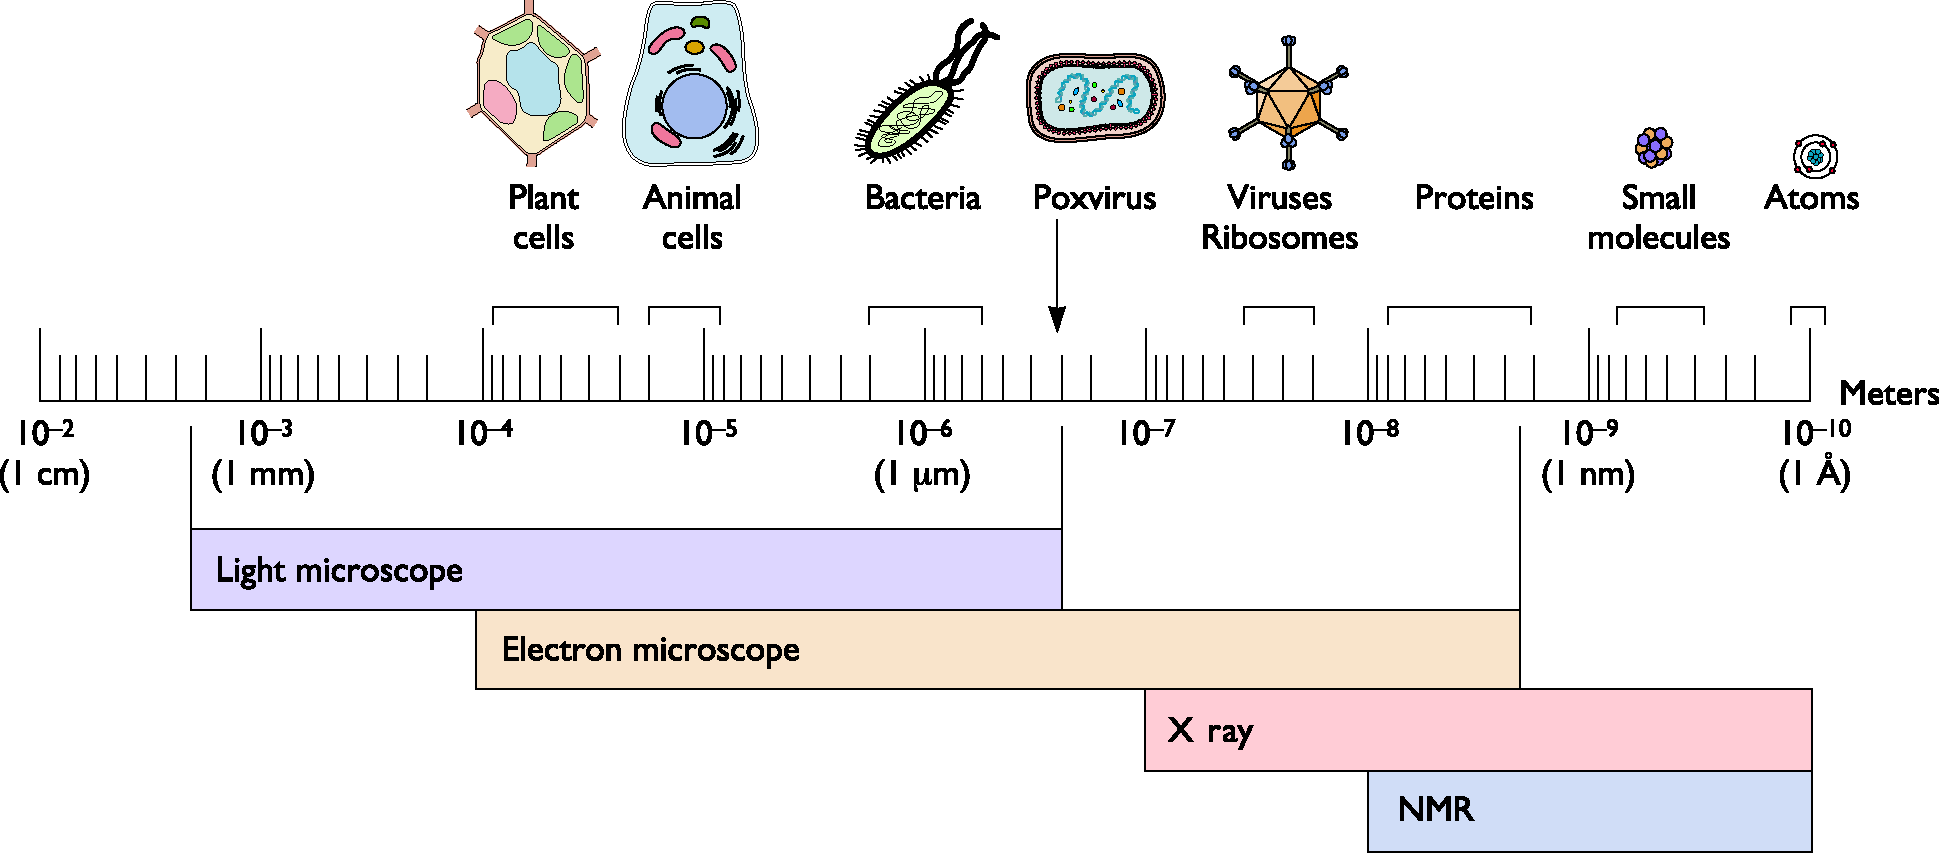 Plant cells
Animal cells
Bacteria
Poxvirus
Viruses
Ribosomes
Proteins
Small molecules
Atoms
Meters
10–2 (1 cm)
10–3 (1 mm)
10–4
10–5
10–6 (1 μm)
10–7
10–8
10–9 (1 nm)
10–10 (1 Å)
Light microscope
Electron microscope
X ray
NMR